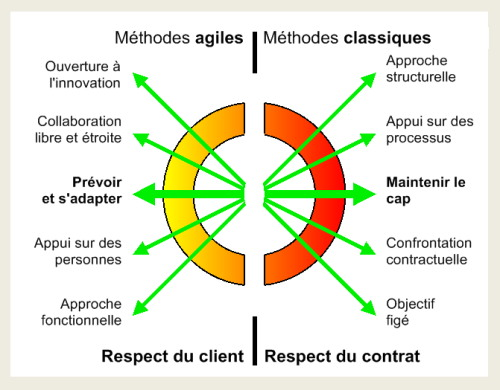 Méthodes agiles
Méthodes classiques
Ouverture à
l'innovation
Collaboration
libre et étroite
Prévoir
et s'adapter
Appui sur des
personnes
Approche
fonctionnelle
Approche
structurelle
Appui sur des
processus
Maintenir le
cap
Confrontation
contractuelle
Objectif
figé
Respect du client
Respect du contrat